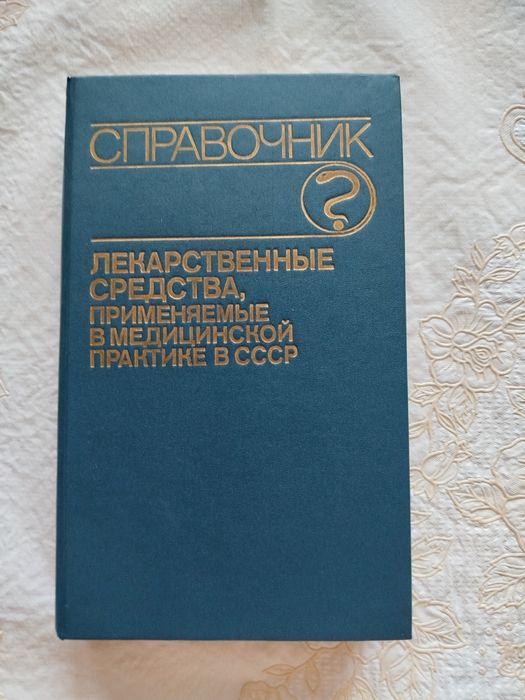 СПРАВОЧНИК
ЛЕКАРСТВЕННЫЕ
СРЕДСТВА,
ПРИМЕНЯЕМЫЕ
В МЕДИЦИНСКОЙ
ПРАКТИКЕ В СССР